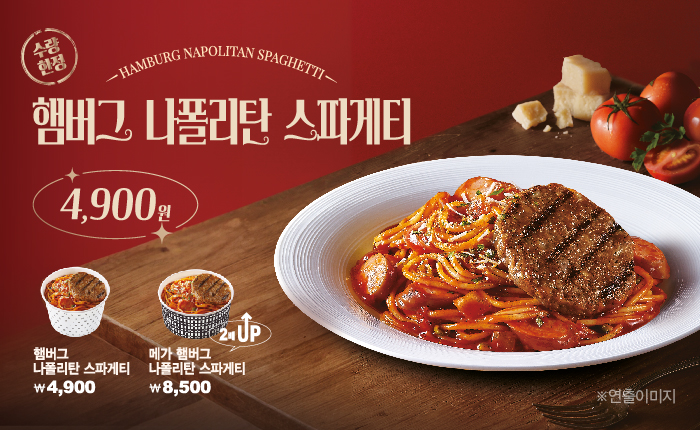 수량
한정
HAMBURG NAPOLITAN SPAGHETTI
햄버그 나폴리탄 스파게티
4,900원
2배 UP
햄버그
나폴리탄 스파게티
₩4,900
메가 햄버그
나폴리탄 스파게티
₩8,500
※연출이미지